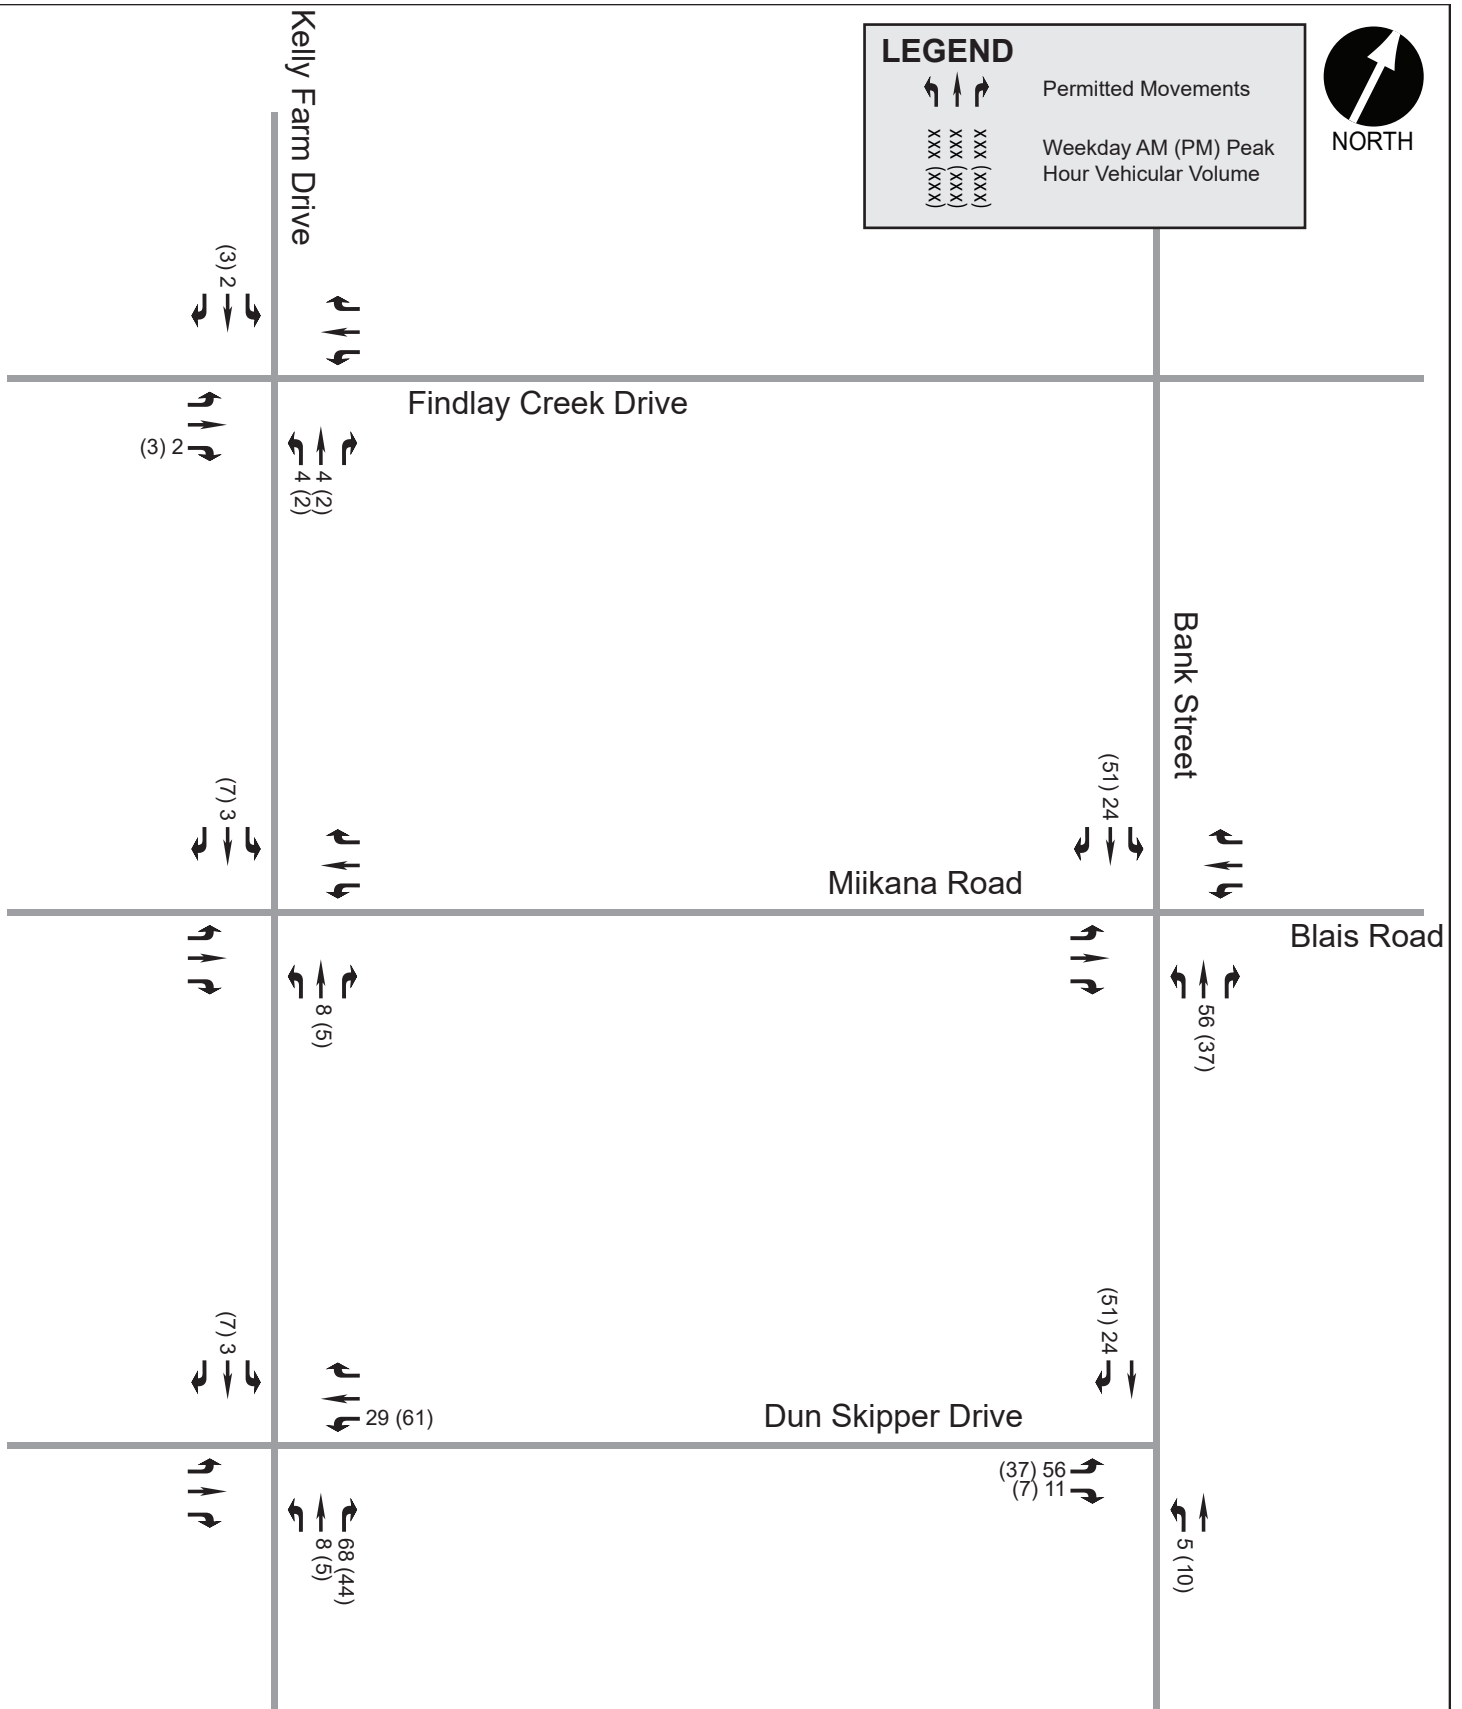 Kelly Farm Drive
LEGEND
Permitted Movements
XXX (XXX)
XXX (XXX)
XXX (XXX)
Weekday AM (PM) Peak
Hour Vehicular Volume
NORTH
(3) 2
Findlay Creek Drive
(3) 2
4 (2)
4 (2)
Bank Street
(7) 3
(51) 24
Miikana Road
Blais Road
8 (5)
56 (37)
(7) 3
(51) 24
29 (61)
Dun Skipper Drive
(37) 56
(7) 11
8 (5)
68 (44)
5 (10)